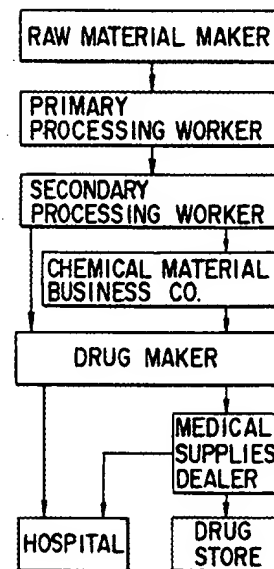 RAW MATERIAL MAKER
PRIMARY
PROCESSING WORKER
SECONDARY
PROCESSING WORKER
CHEMICAL MATERIAL
BUSINESS CO.
DRUG MAKER
MEDICAL
SUPPLIES
DEALER
HOSPITAL
DRUG
STORE